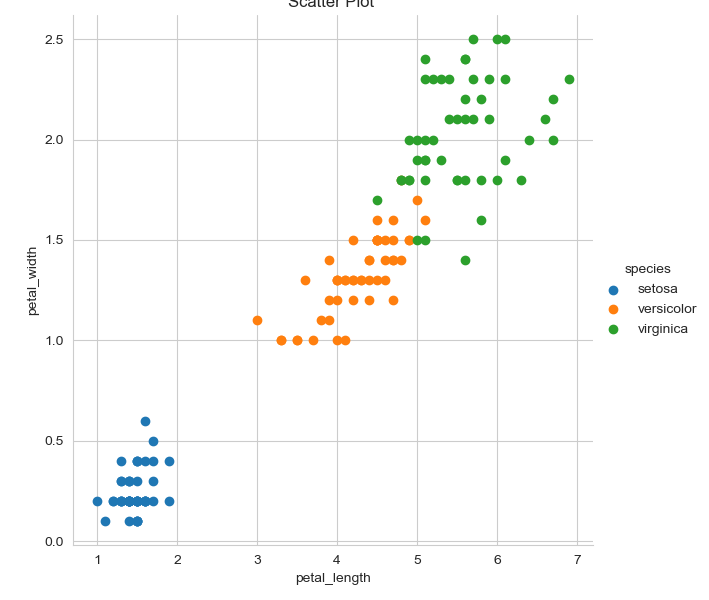 Scatter Plot
2.5
2.0
1.5
1.0
0.5
0.0
petal_width
1 2 3 4 5 6 7
petal_length
species
setosa
versicolor
virginica